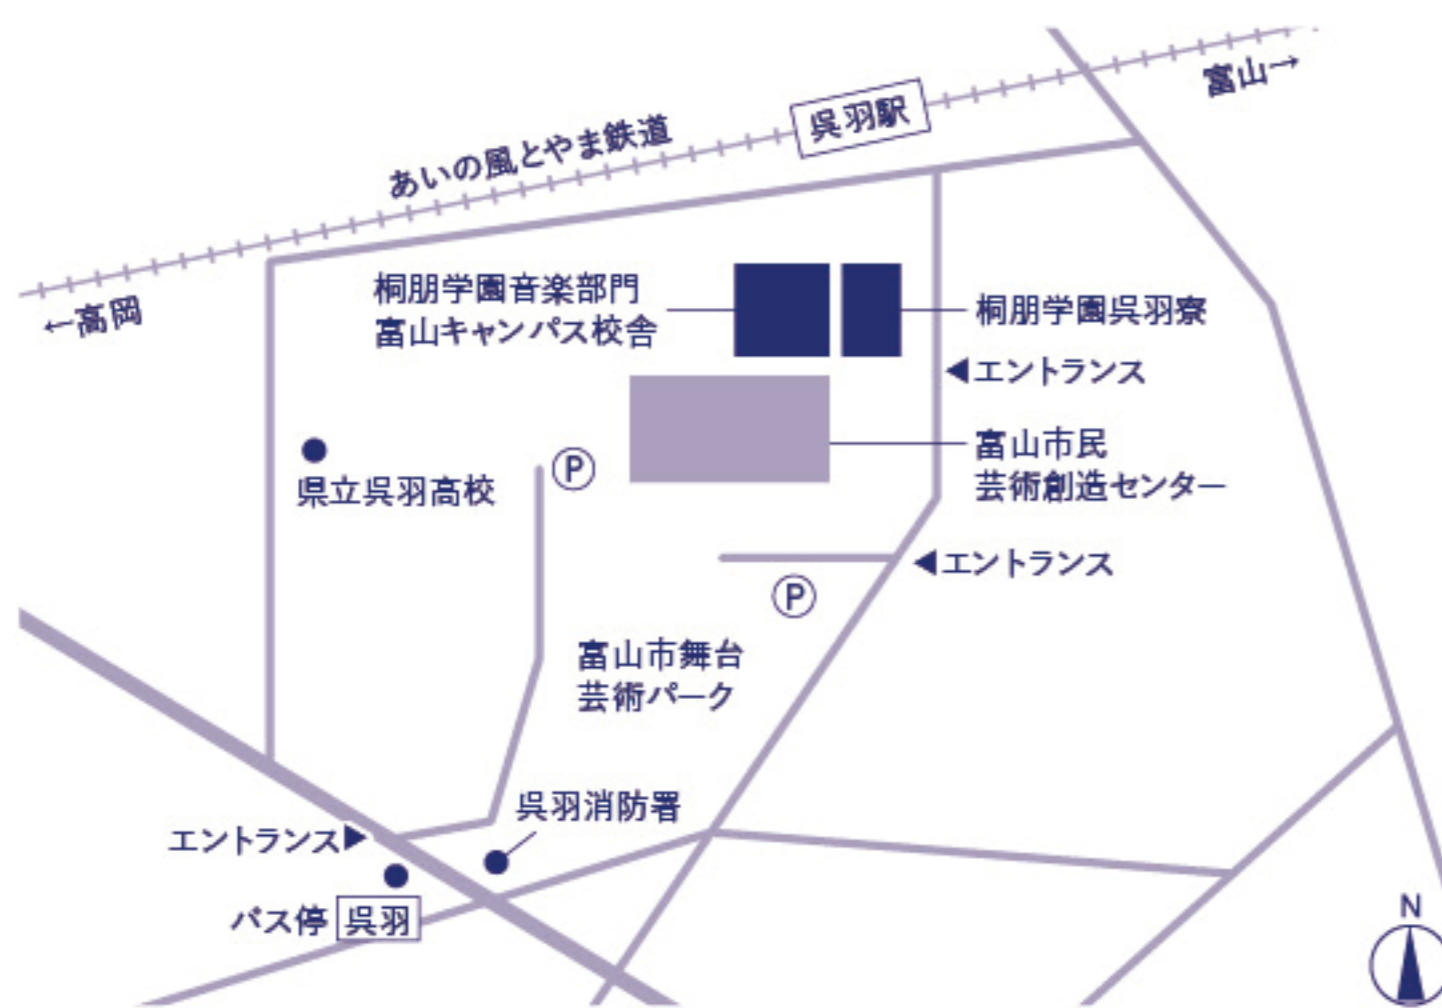 富山→
呉羽駅
あいの風とやま鉄道
←高岡
桐朋学園音楽部門
富山キャンパス校舎
桐朋学園呉羽寮
◀エントランス
富山市民
芸術創造センター
県立呉羽高校
P
◀エントランス
P
富山市舞台
芸術パーク
呉羽消防署
エントランス▶
バス停 呉羽
N